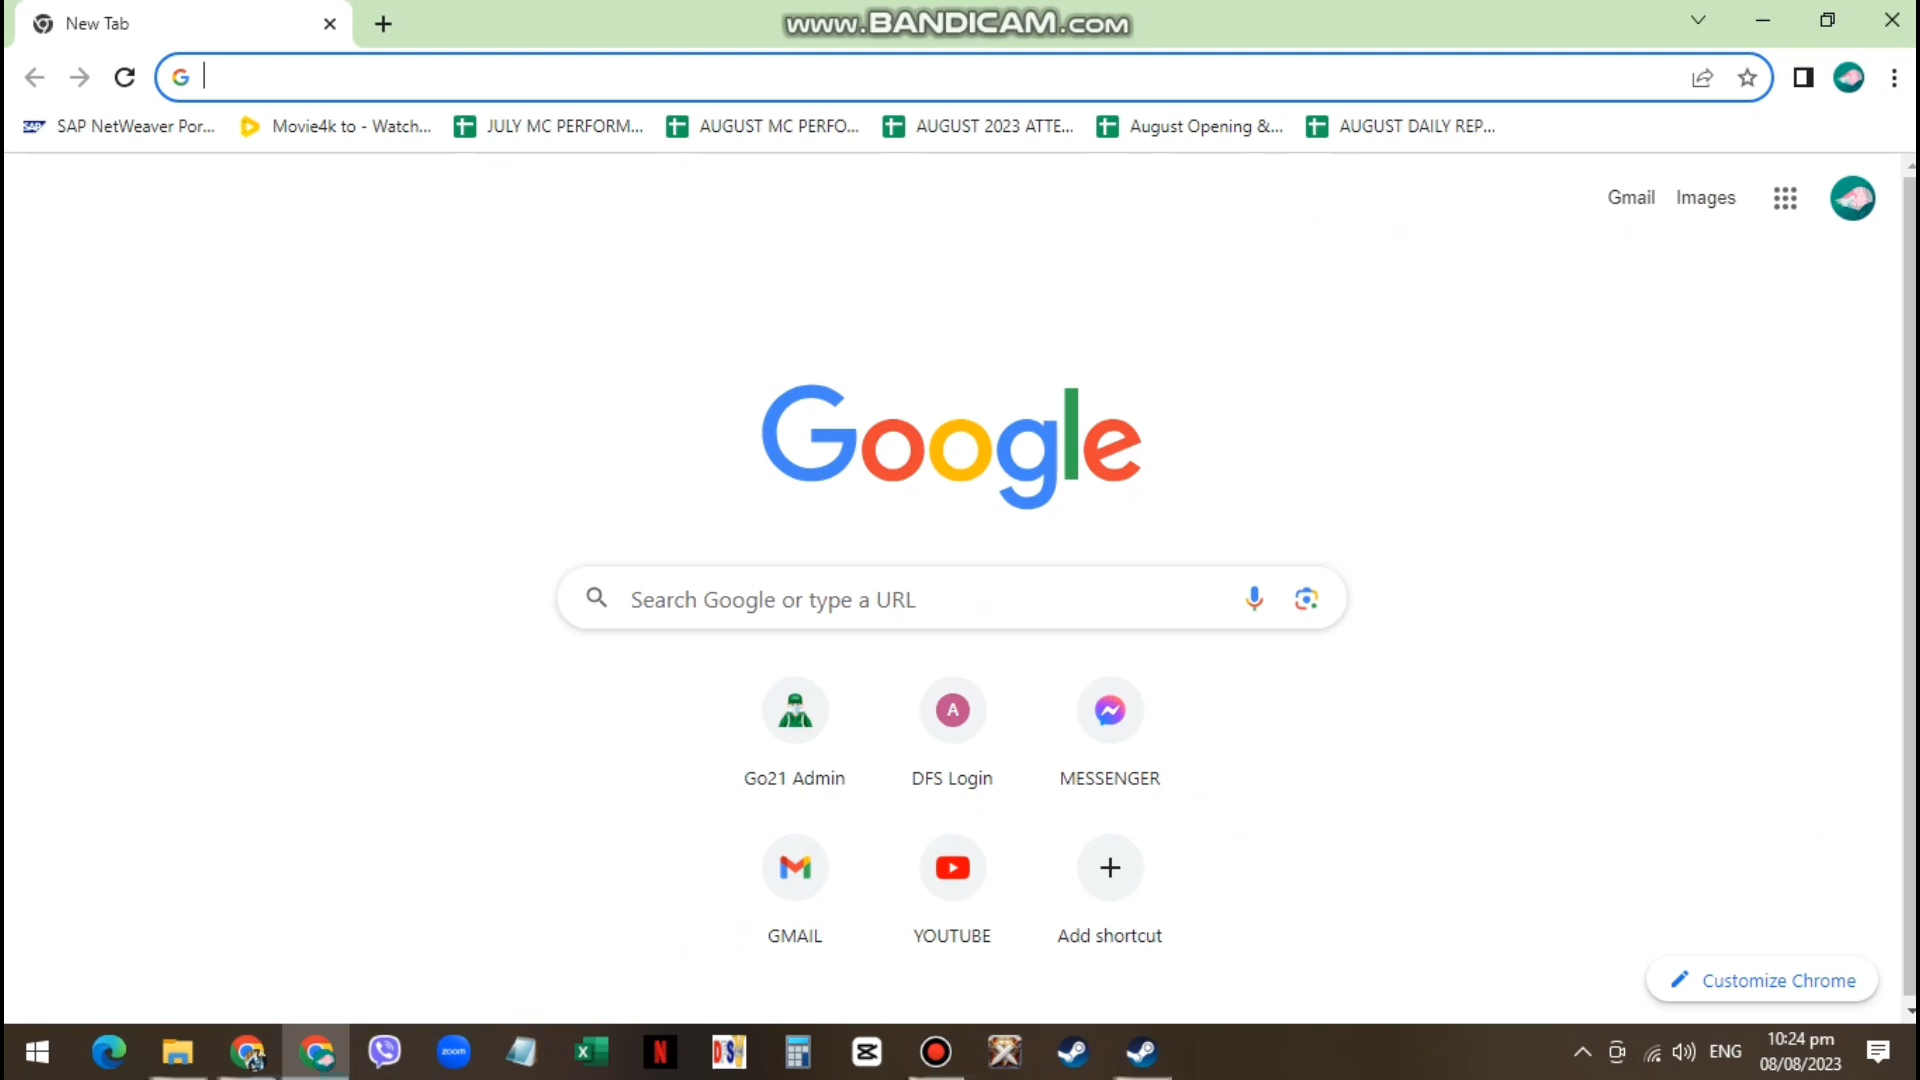 New Tab
www.BANDICAM.com
SAP NetWeaver Por...
Movie4k to - Watch...
JULY MC PERFORM...
AUGUST MC PERFO...
AUGUST 2023 ATTE...
August Opening &...
AUGUST DAILY REP...
Gmail
Images
Google
Search Google or type a URL
A
Go21 Admin
DFS Login
MESSENGER
GMAIL
YOUTUBE
Add shortcut
Customize Chrome
zoom
ENG
10:24 pm
08/08/2023